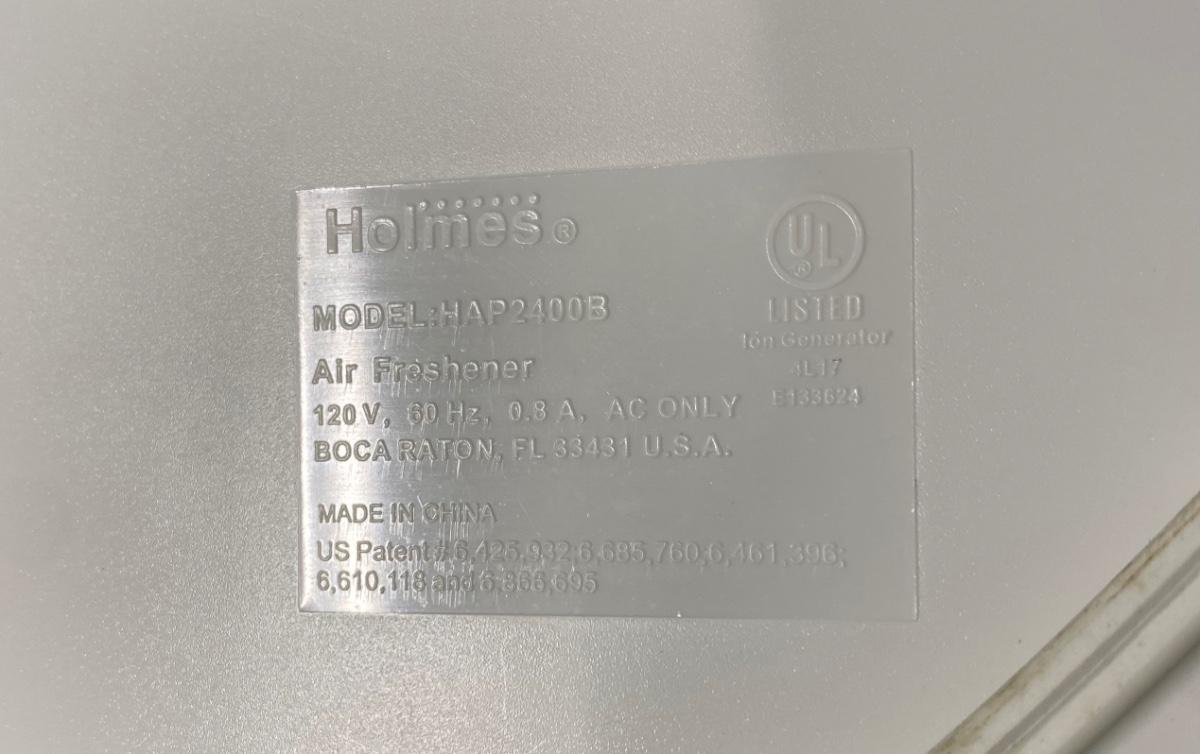 Holmes®
MODEL:HAP2400B
Air Freshener
120 V, 60 Hz, 0.8 A, AC ONLY
BOCA RATON, FL 33431 U.S.A.
MADE IN CHINA
US Patent # 6,425,932;6,685,760;6,461,396;
6,610,118 and 6,866,695
UL®
LISTED
Ion Generator
4L17
E133624